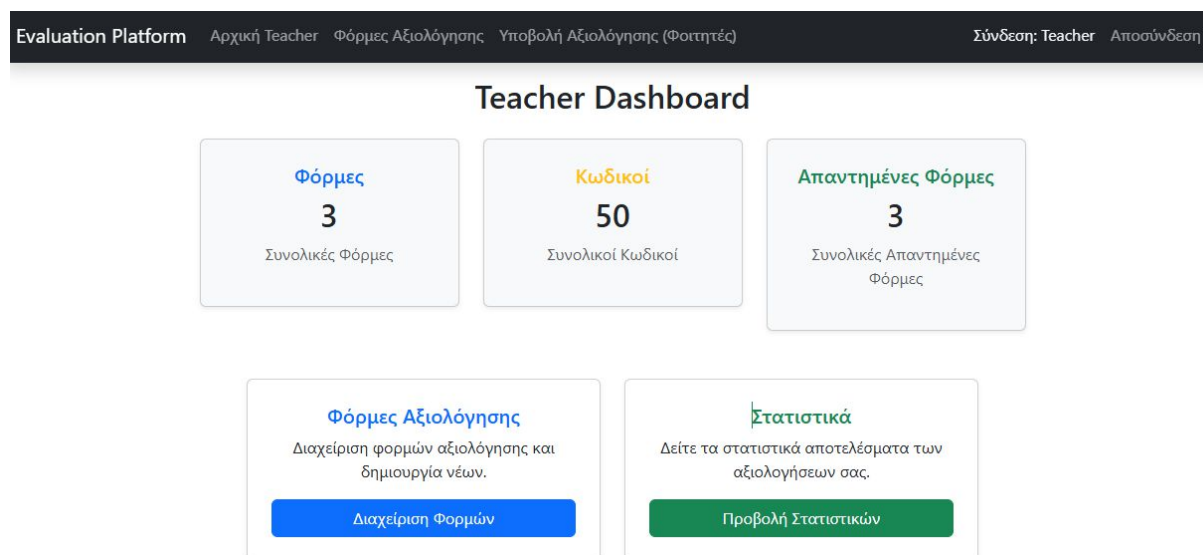 Evaluation Platform Αρχική Teacher Φόρμες Αξιολόγησης Υποβολή Αξιολόγησης (Φοιτητές) Σύνδεση: Teacher Αποσύνδεση
Teacher Dashboard
Φόρμες
3
Συνολικές Φόρμες
Κωδικοί
50
Συνολικοί Κωδικοί
Απαντημένες Φόρμες
3
Συνολικές Απαντημένες
Φόρμες
Φόρμες Αξιολόγησης
Διαχείριση φορμών αξιολόγησης και
δημιουργία νέων.
Διαχείριση Φορμών
Στατιστικά
Δείτε τα στατιστικά αποτελέσματα των
αξιολογήσεων σας.
Προβολή Στατιστικών